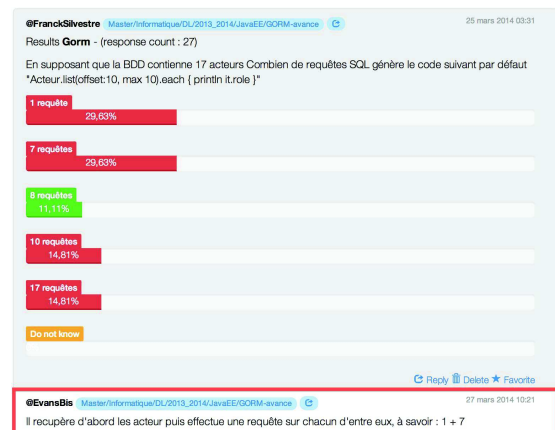 @FranckSilvestre Master/Informatique/DL/2013_2014/JavaEE/GORM-avance 25 mars 2014 03:31
Results Gorm - (response count : 27)
En supposant que la BDD contienne 17 acteurs Combien de requêtes SQL génère le code suivant par défaut
"Acteur.list(offset:10, max 10).each { println it.role }"
1 requête
29,63%
7 requêtes
29,63%
8 requêtes
11,11%
10 requêtes
14,81%
17 requêtes
14,81%
Do not know
Reply Delete Favorite
@EvansBis Master/Informatique/DL/2013_2014/JavaEE/GORM-avance 27 mars 2014 10:21
Il recupère d'abord les acteur puis effectue une requête sur chacun d'entre eux, à savoir : 1 + 7